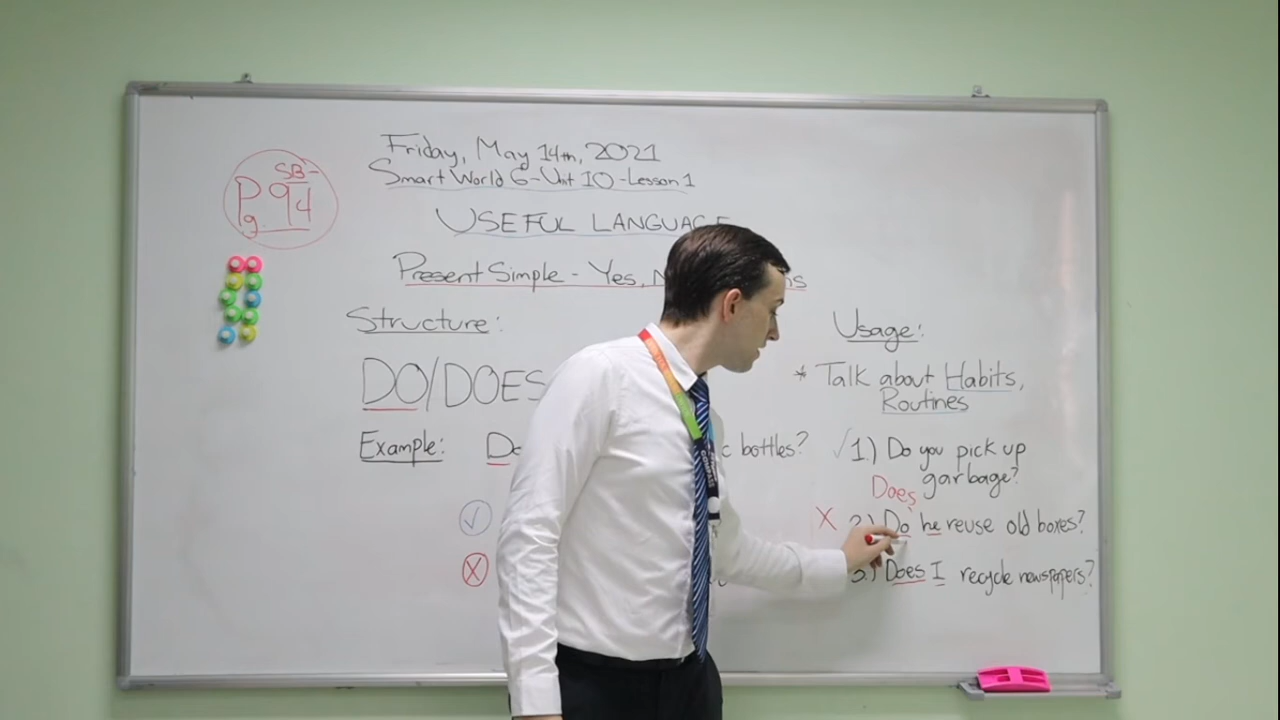 Friday, May 14th, 2021
Smart World 6-Unit 10-Lesson 1
SB-
Pg. 94
USEFUL LANGUAGE
Present Simple - Yes,
Structure:
DO/DOES
Example:
bottles?
Usage:
* Talk about Habits,
Routines
√ 1.) Do you pick up
garbage?
Does
X 2.) Do he reuse old boxes?
3.) Does I recycle newspapers?